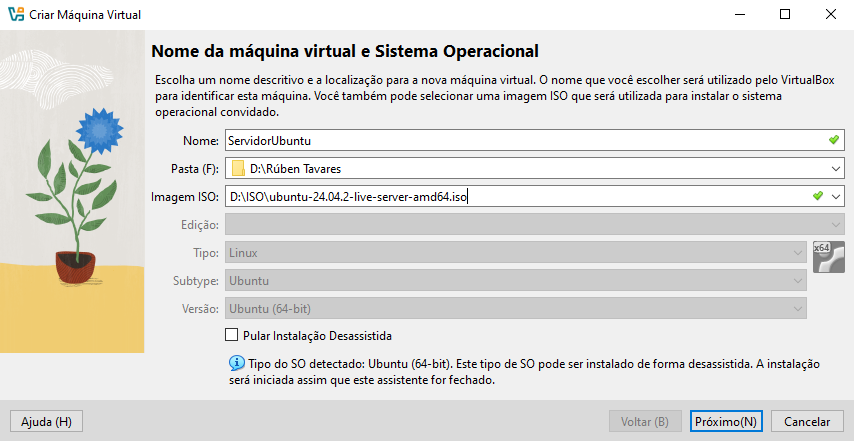 Criar Máquina Virtual
Nome da máquina virtual e Sistema Operacional
Escolha um nome descritivo e a localização para a nova máquina virtual. O nome que você escolher será utilizado pelo VirtualBox
para identificar esta máquina. Você também pode selecionar uma imagem ISO que será utilizada para instalar o sistema
operacional convidado.
Nome: ServidorUbuntu
Pasta (F): D:\Rúben Tavares
Imagem ISO: D:\ISO\ubuntu-24.04.2-live-server-amd64.iso
Edição:
Tipo: Linux x64
Subtype: Ubuntu
Versão: Ubuntu (64-bit)
Pular Instalação Desassistida
Tipo do SO detectado: Ubuntu (64-bit). Este tipo de SO pode ser instalado de forma desassistida. A instalação
será iniciada assim que este assistente for fechado.
Ajuda (H) Voltar (B) Próximo(N) Cancelar